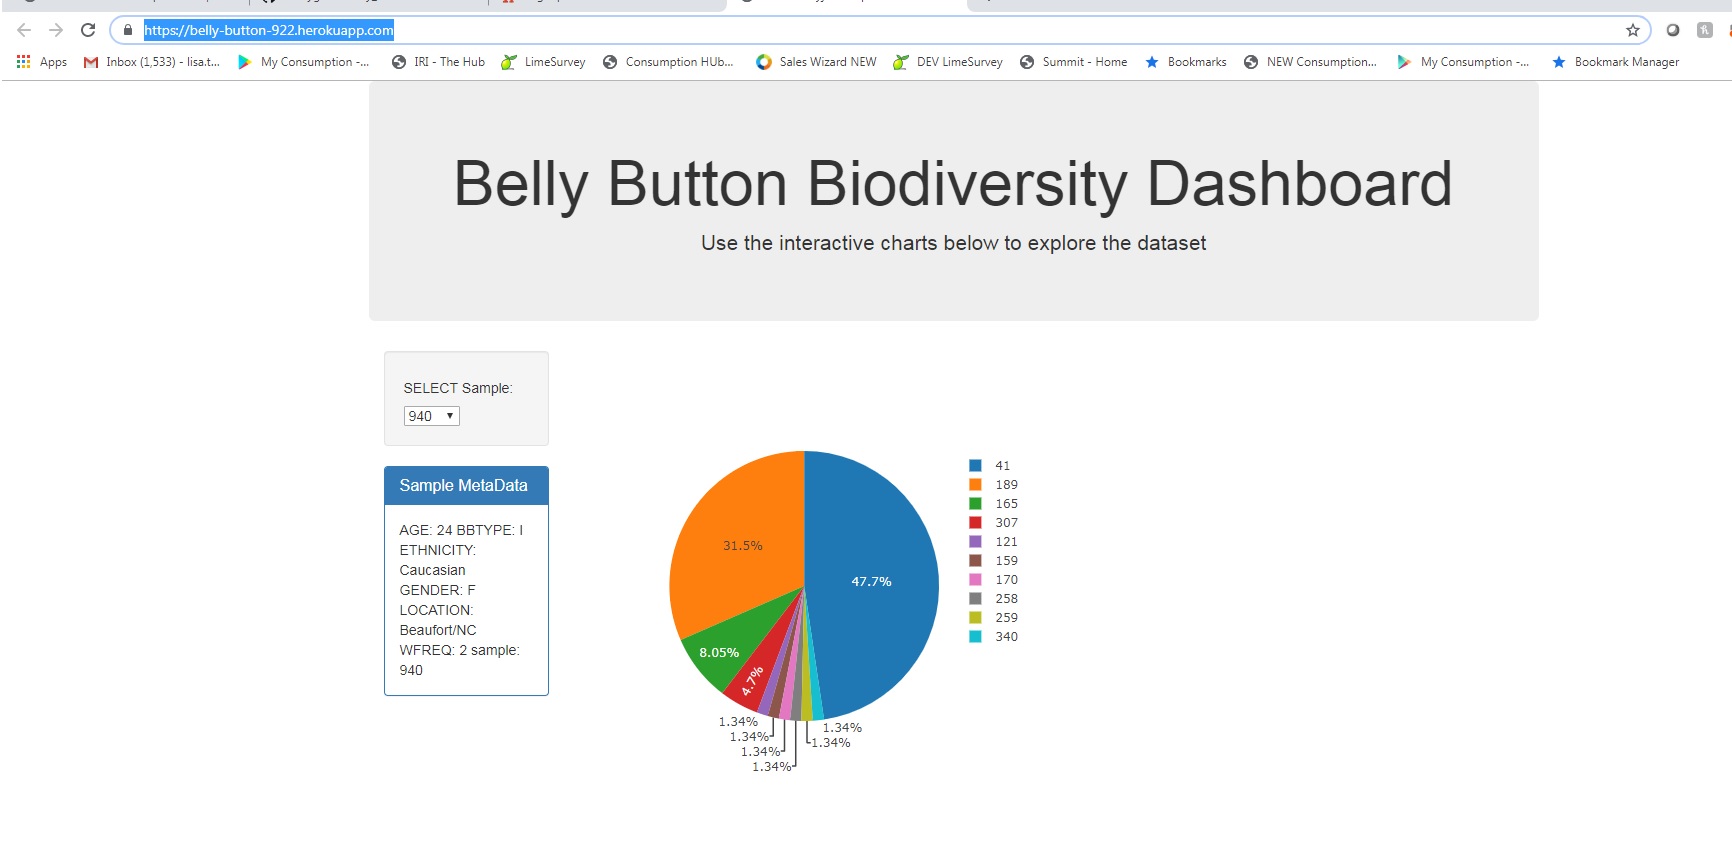 https://belly-button-922.herokuapp.com
Apps Inbox (1,533) - lisa.t... My Consumption -... IRI - The Hub LimeSurvey Consumption HUb... Sales Wizard NEW DEV LimeSurvey Summit - Home Bookmarks NEW Consumption... My Consumption -... Bookmark Manager
Belly Button Biodiversity Dashboard
Use the interactive charts below to explore the dataset
SELECT Sample:
940
Sample MetaData
AGE: 24 BBTYPE: I
ETHNICITY:
Caucasian
GENDER: F
LOCATION:
Beaufort/NC
WFREQ: 2 sample:
940
31.5%
47.7%
8.05%
4.7%
1.34%
1.34%
1.34%
1.34%
1.34%
1.34%
41
189
165
307
121
159
170
258
259
340